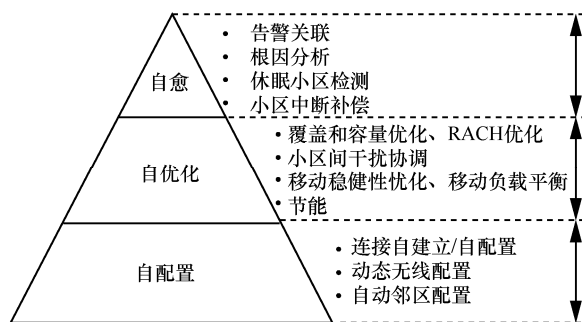 自愈
• 告警关联
• 根因分析
• 休眠小区检测
• 小区中断补偿
自优化
• 覆盖和容量优化、RACH优化
• 小区间干扰协调
• 移动稳健性优化、移动负载平衡
• 节能
自配置
• 连接自建立/自配置
• 动态无线配置
• 自动邻区配置